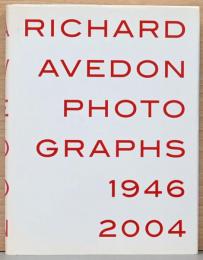 A RICHARD
V AVEDON
E PHOTO
D GRAPHS
O 1946
N 2004